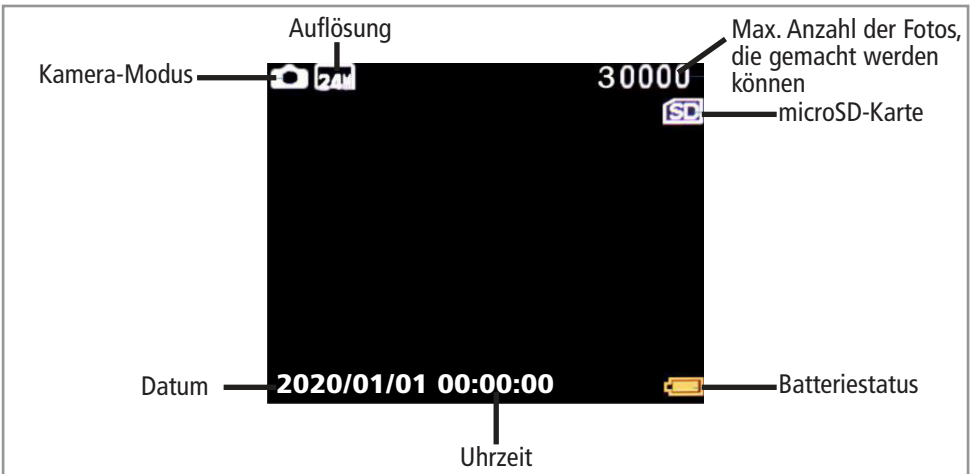 Auflösung
Max. Anzahl der Fotos,
die gemacht werden
können
Kamera-Modus
24M
30000
SD
microSD-Karte
Datum
2020/01/01 00:00:00
Batteriestatus
Uhrzeit